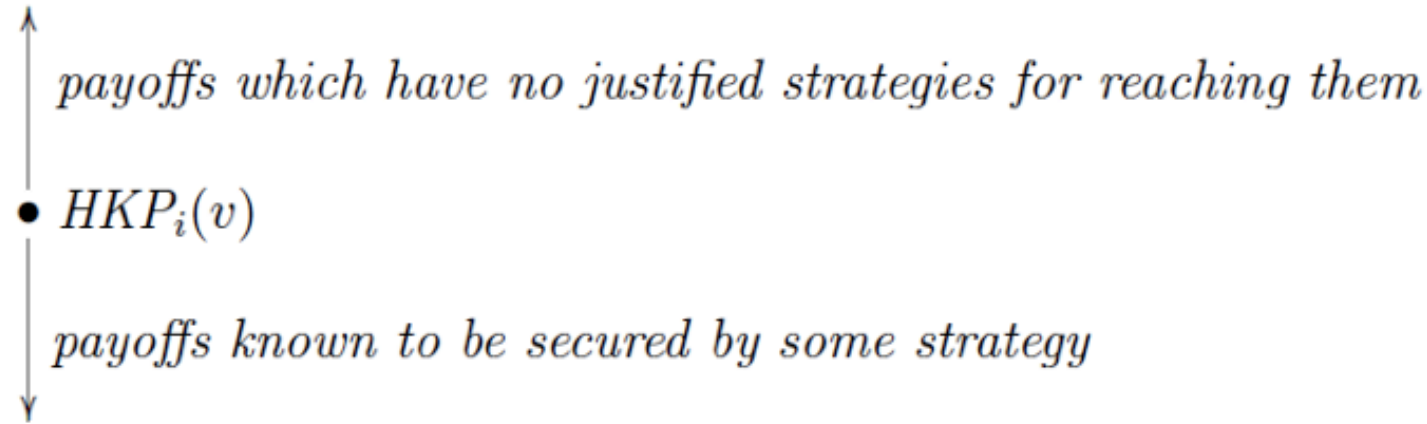 payoffs which have no justified strategies for reaching them
HKP_i(v)
payoffs known to be secured by some strategy